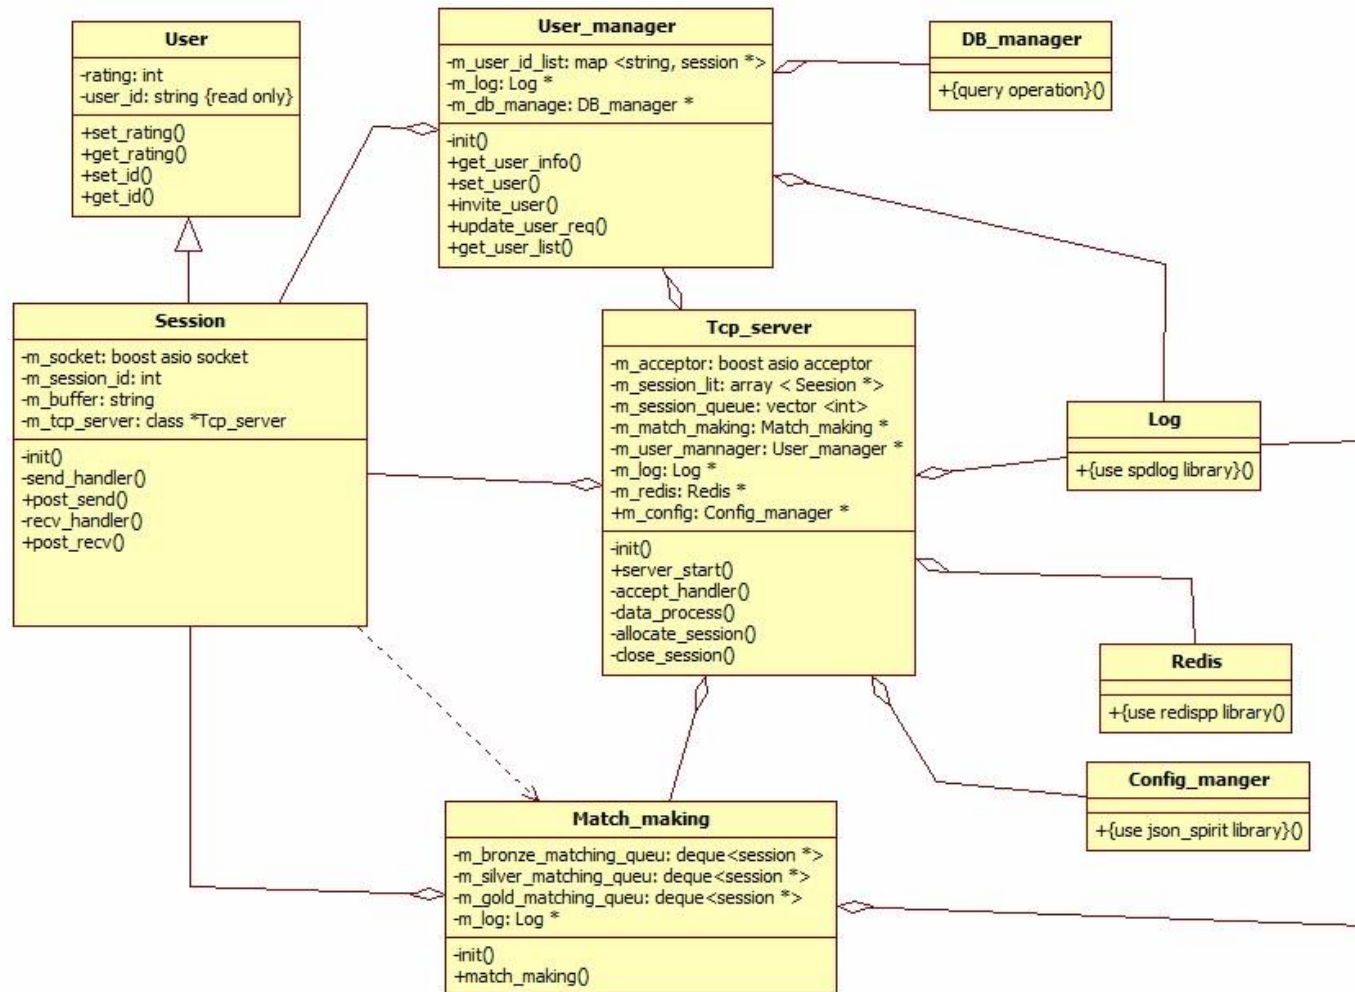 User
-rating: int
-user_id: string {read only}
+set_rating()
+get_rating()
+set_id()
+get_id()
User_manager
-m_user_id_list: map <string, session *>
-m_log: Log *
-m_db_manage: DB_manager *
-init()
+get_user_info()
+set_user()
+invite_user()
+update_user_req()
+get_user_list()
DB_manager
+{query operation}()
Session
-m_socket: boost asio socket
-m_session_id: int
-m_buffer: string
-m_tcp_server: class *Tcp_server
-init()
-send_handler()
+post_send()
-recv_handler()
+post_recv()
Tcp_server
-m_acceptor: boost asio acceptor
-m_session_lit: array < Seesion *>
-m_session_queue: vector <int>
-m_match_making: Match_making *
-m_user_mannager: User_manager *
-m_log: Log *
-m_redis: Redis *
+m_config: Config_manager *
-init()
+server_start()
-accept_handler()
-data_process()
-allocate_session()
-close_session()
Log
+{use spdlog library}()
Redis
+{use redispp library()
Config_manger
+{use json_spirit library}()
Match_making
-m_bronze_matching_queu: deque<session *>
-m_silver_matching_queu: deque<session *>
-m_gold_matching_queu: deque<session *>
-m_log: Log *
-init()
+match_making()